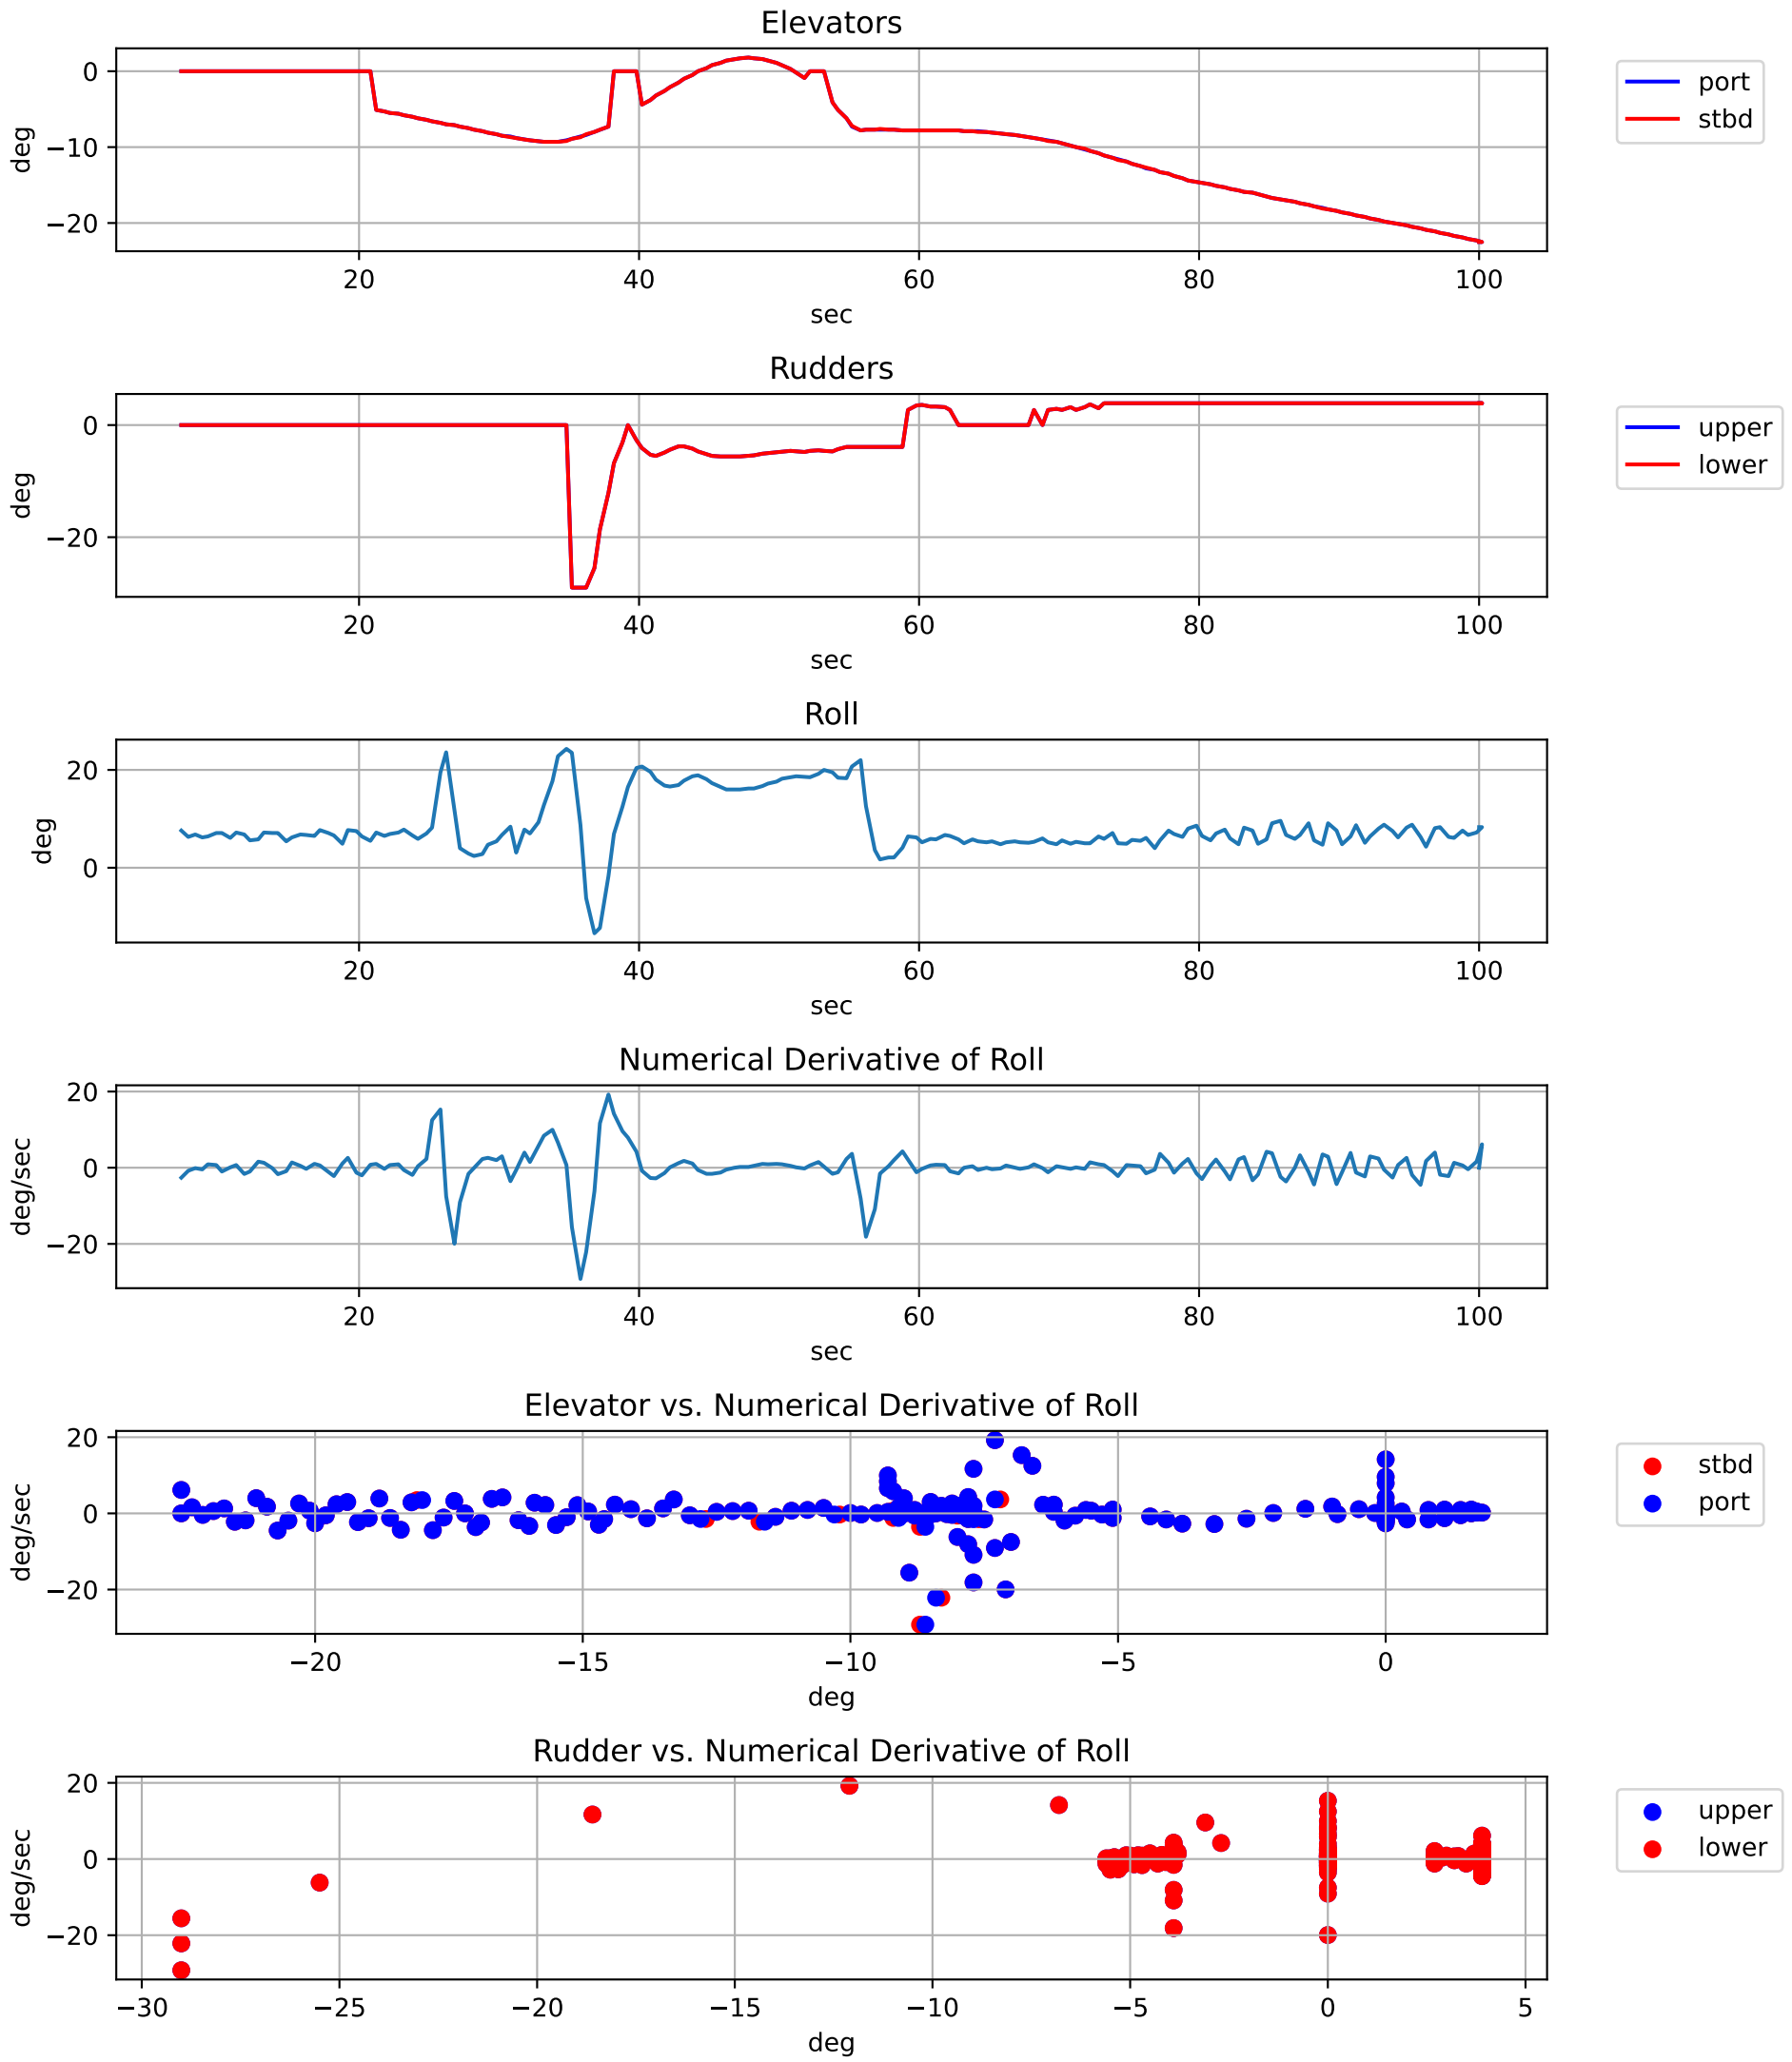 Elevators
0
−10
−20
deg
20 40 60 80 100
sec
port
stbd
Rudders
0
−20
deg
20 40 60 80 100
sec
upper
lower
Roll
20
0
deg
20 40 60 80 100
sec
Numerical Derivative of Roll
20
0
−20
deg/sec
20 40 60 80 100
sec
Elevator vs. Numerical Derivative of Roll
20
0
−20
deg/sec
−20 −15 −10 −5 0
deg
stbd
port
Rudder vs. Numerical Derivative of Roll
20
0
−20
deg/sec
−30 −25 −20 −15 −10 −5 0 5
deg
upper
lower